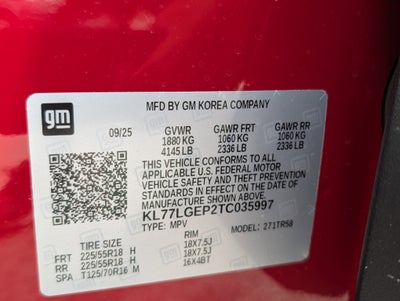 gm
MFD BY GM KOREA COMPANY
09/25 GVWR GAWR FRT GAWR RR
1880 KG 1060 KG 1060 KG
4145 LB 2336 LB 2336 LB
THIS VEHICLE CONFORMS TO ALL
APPLICABLE U.S. FEDERAL MOTOR
VEHICLE SAFETY AND THEFT
PREVENTION STANDARDS IN EFFECT ON
THE DATE OF MANUFACTURE SHOWN ABOVE.
KL77LGEP2TC035997
TYPE: MPV MODEL: 271TR58
TIRE SIZE RIM
FRT 225/55R18 H 18X7.5J
RR 225/55R18 H 18X7.5J
SPA T125/70R16 M 16X4BT